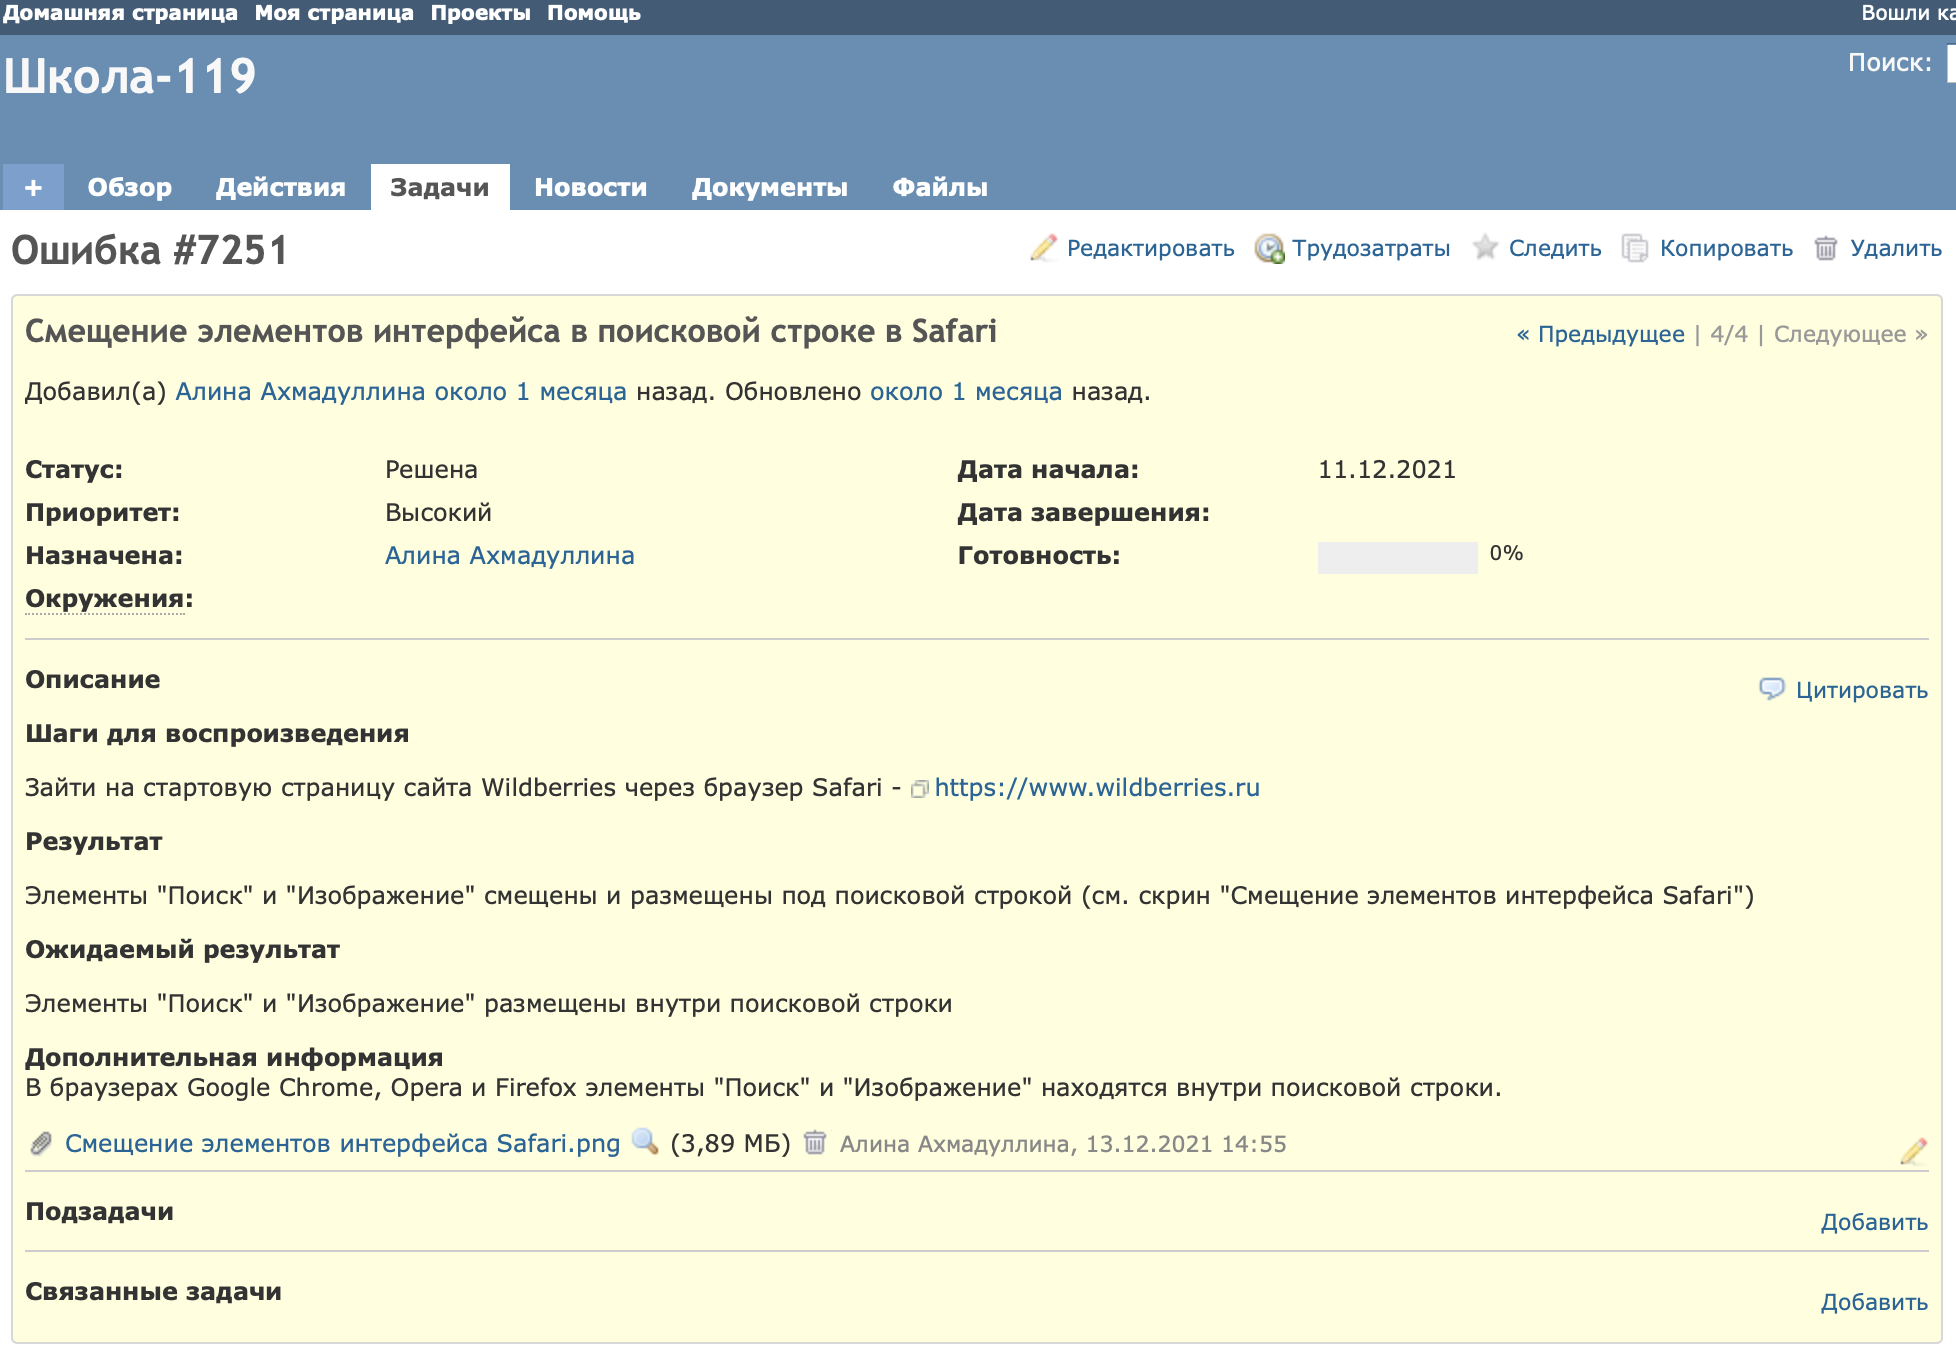 Домашняя страница Моя страница Проекты Помощь Вошли ка
Школа-119 Поиск:
+ Обзор Действия Задачи Новости Документы Файлы
Ошибка #7251 Редактировать Трудозатраты Следить Копировать Удалить
Смещение элементов интерфейса в поисковой строке в Safari « Предыдущее | 4/4 | Следующее »
Добавил(а) Алина Ахмадуллина около 1 месяца назад. Обновлено около 1 месяца назад.
Статус: Решена Дата начала: 11.12.2021
Приоритет: Высокий Дата завершения:
Назначена: Алина Ахмадуллина Готовность: 0%
Окружения:
Описание Цитировать
Шаги для воспроизведения
Зайти на стартовую страницу сайта Wildberries через браузер Safari - https://www.wildberries.ru
Результат
Элементы "Поиск" и "Изображение" смещены и размещены под поисковой строкой (см. скрин "Смещение элементов интерфейса Safari")
Ожидаемый результат
Элементы "Поиск" и "Изображение" размещены внутри поисковой строки
Дополнительная информация
В браузерах Google Chrome, Opera и Firefox элементы "Поиск" и "Изображение" находятся внутри поисковой строки.
Смещение элементов интерфейса Safari.png (3,89 МБ) Алина Ахмадуллина, 13.12.2021 14:55
Подзадачи Добавить
Связанные задачи Добавить